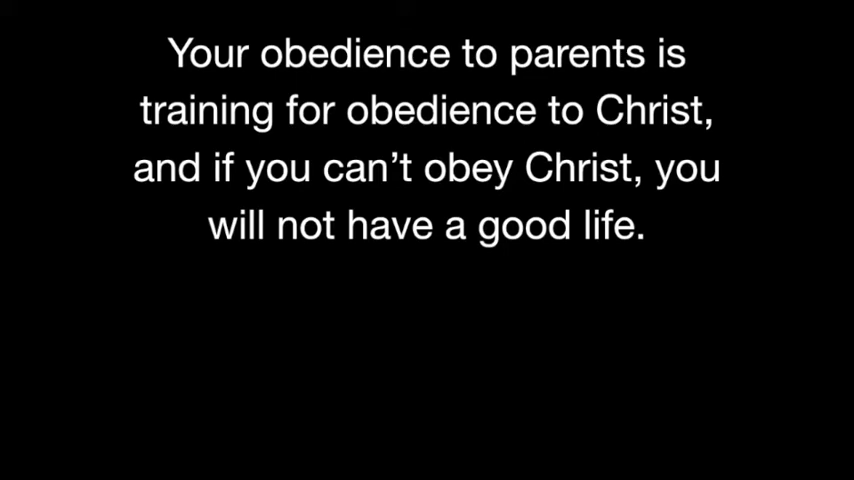 Your obedience to parents is
training for obedience to Christ,
and if you can’t obey Christ, you
will not have a good life.